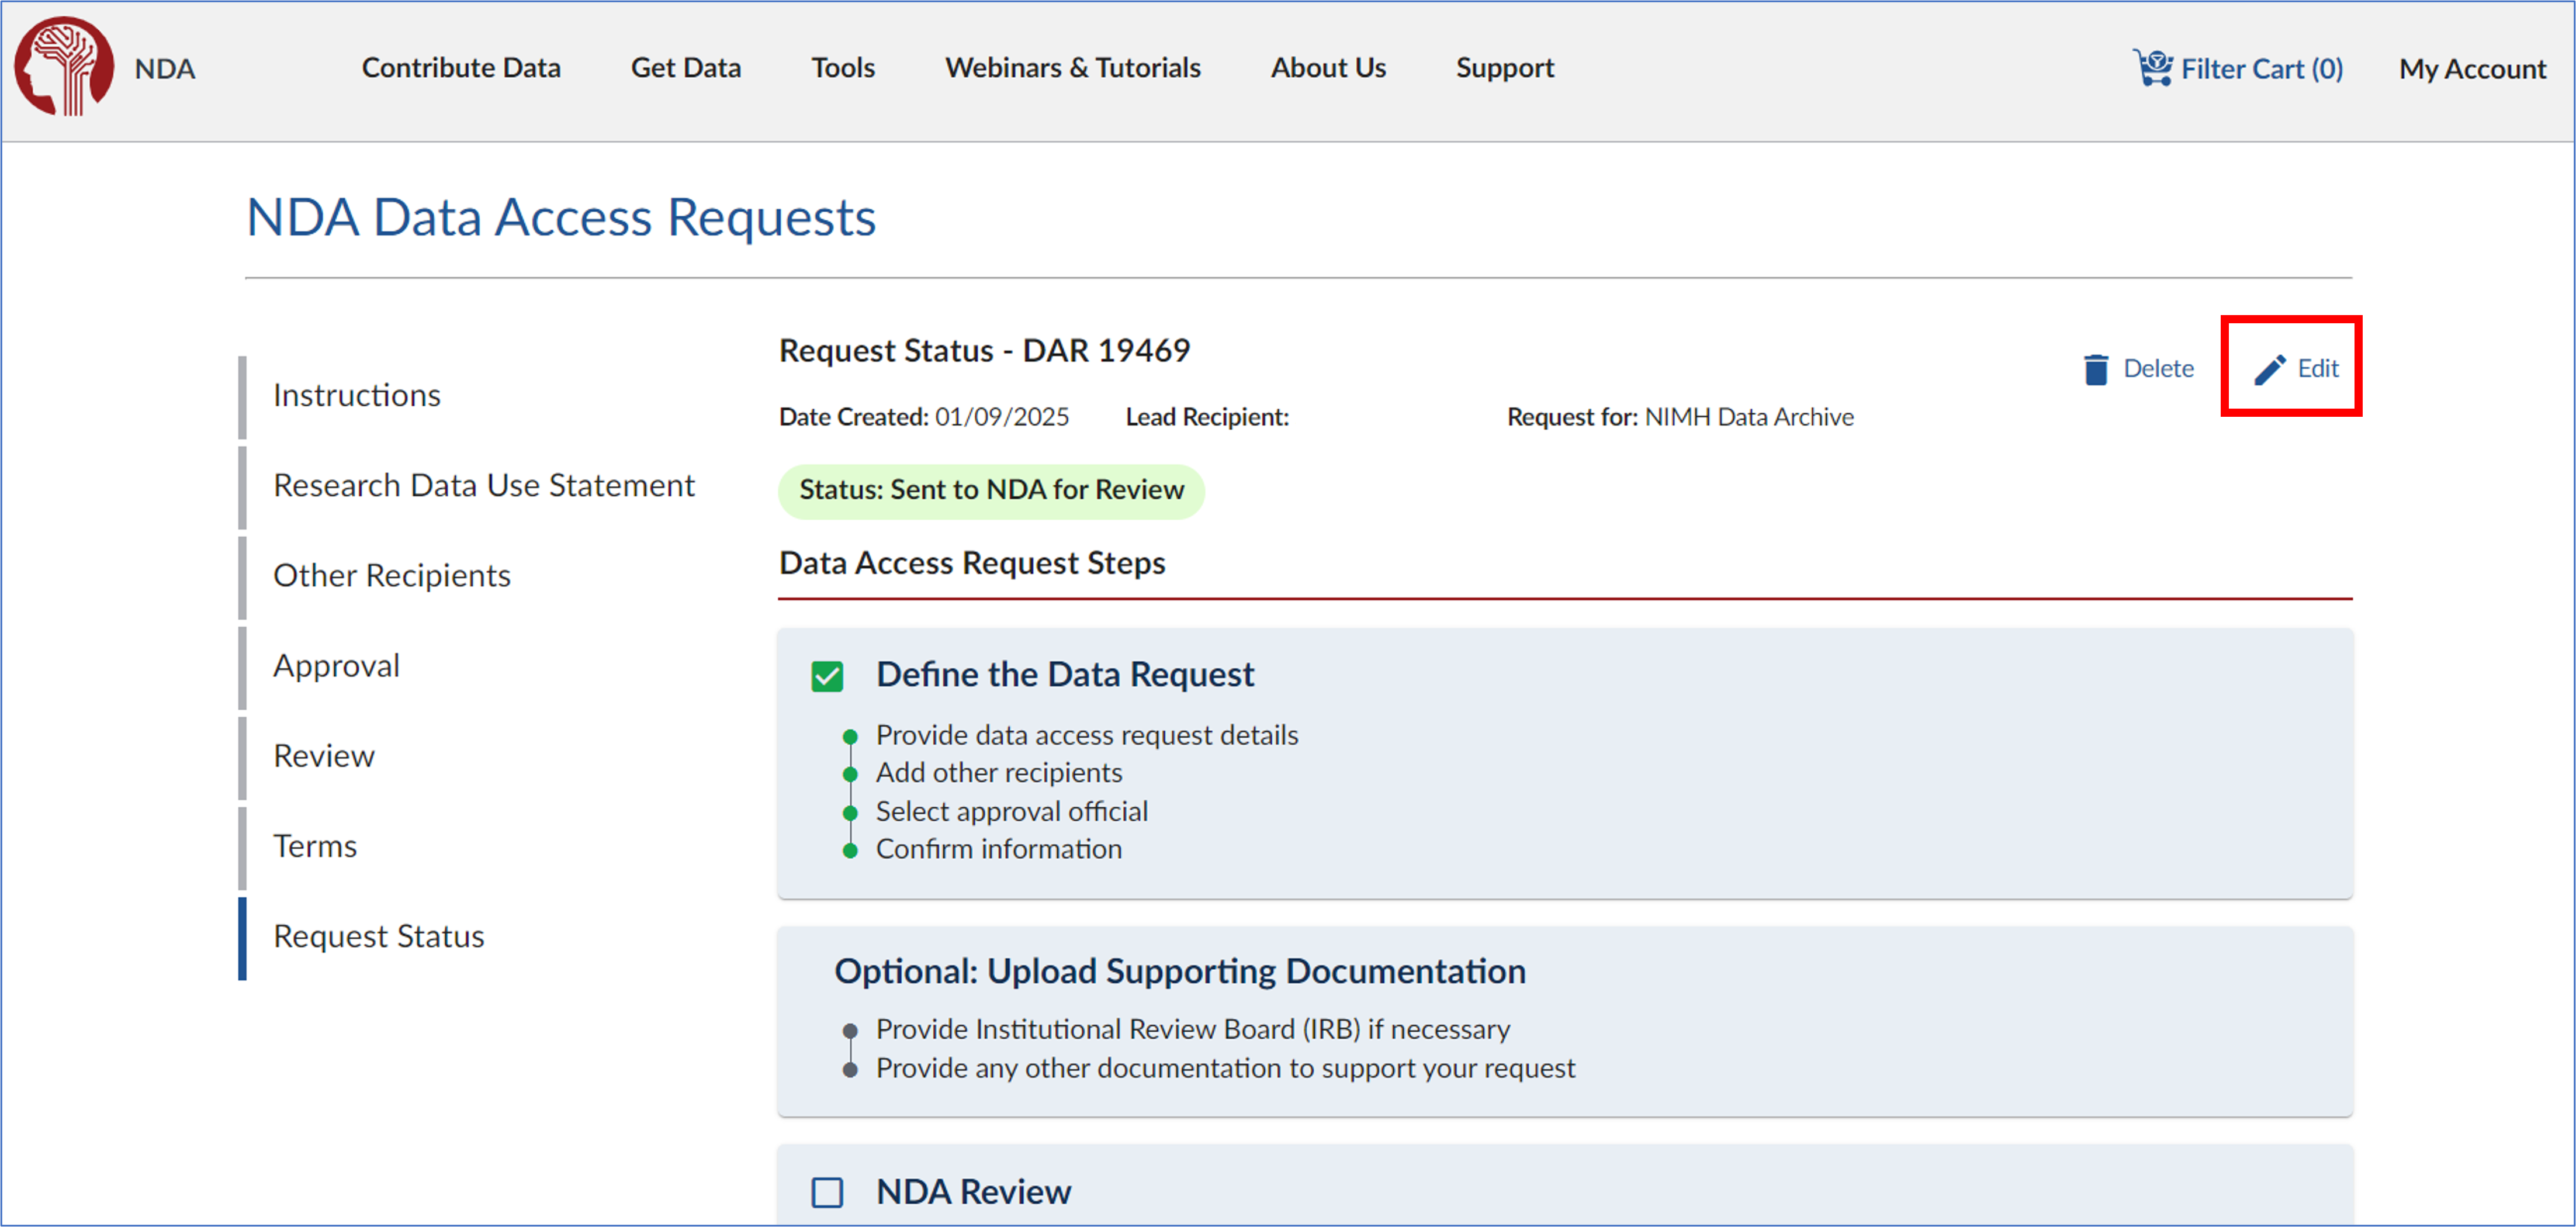 NDA Contribute Data Get Data Tools Webinars & Tutorials About Us Support Filter Cart (0) My Account
NDA Data Access Requests
Instructions
Research Data Use Statement
Other Recipients
Approval
Review
Terms
Request Status
Request Status - DAR 19469
Delete Edit
Date Created: 01/09/2025 Lead Recipient: Request for: NIMH Data Archive
Status: Sent to NDA for Review
Data Access Request Steps
Define the Data Request
Provide data access request details
Add other recipients
Select approval official
Confirm information
Optional: Upload Supporting Documentation
Provide Institutional Review Board (IRB) if necessary
Provide any other documentation to support your request
NDA Review